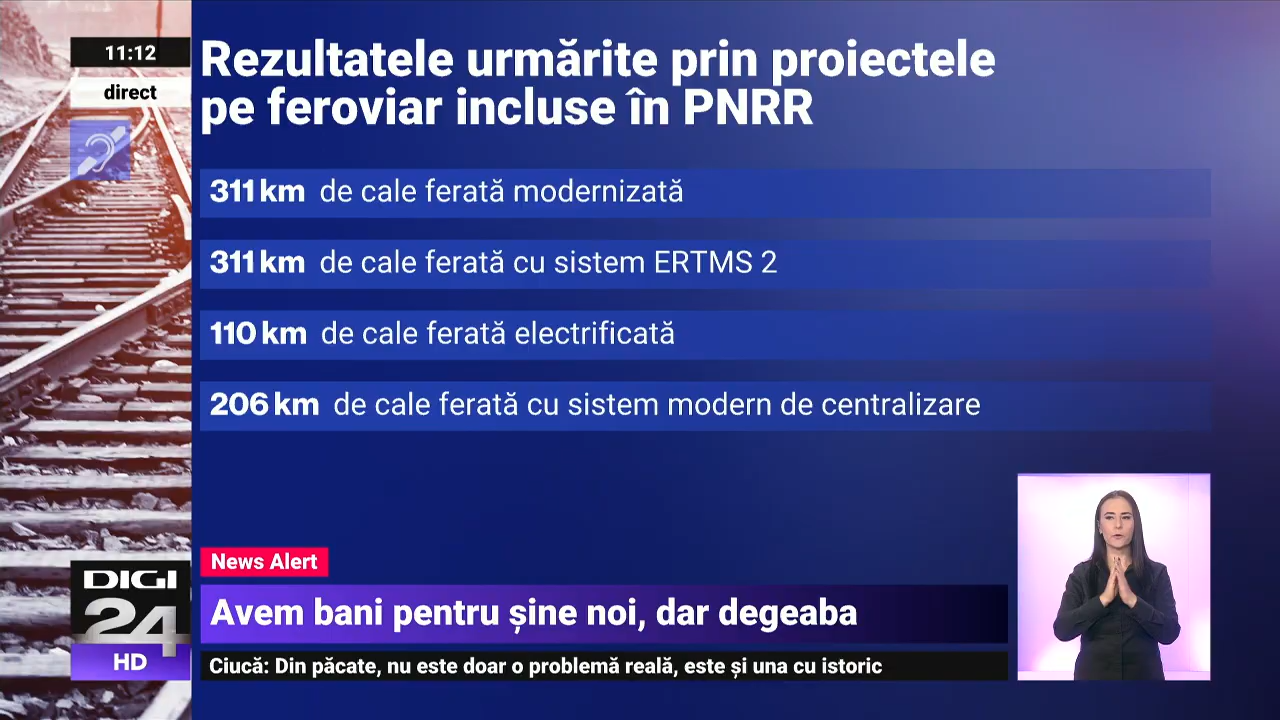 11:12
direct
Rezultatele urmărite prin proiectele
pe feroviar incluse în PNRR
311 km de cale ferată modernizată
311 km de cale ferată cu sistem ERTMS 2
110 km de cale ferată electrificată
206 km de cale ferată cu sistem modern de centralizare
News Alert
Avem bani pentru șine noi, dar degeaba
Ciucă: Din păcate, nu este doar o problemă reală, este și una cu istoric
DIGI
24
HD